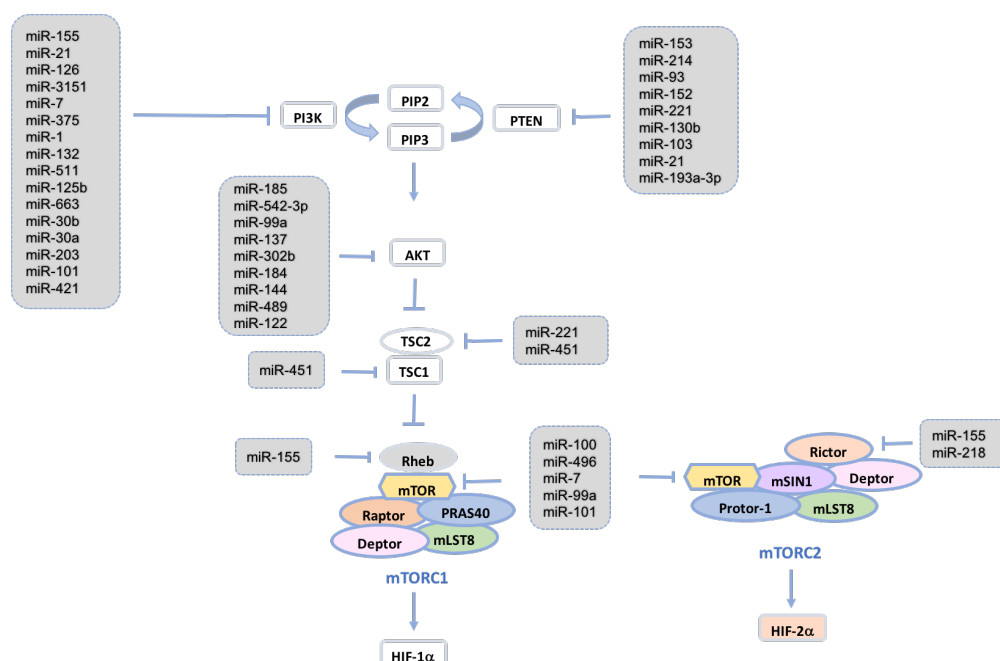 miR-155
miR-21
miR-126
miR-3151
miR-7
miR-375
miR-1
miR-132
miR-511
miR-125b
miR-663
miR-30b
miR-30a
miR-203
miR-101
miR-421
PI3K
PIP2
PIP3
PTEN
miR-153
miR-214
miR-93
miR-152
miR-221
miR-130b
miR-103
miR-21
miR-193a-3p
miR-185
miR-542-3p
miR-99a
miR-137
miR-302b
miR-184
miR-144
miR-489
miR-122
AKT
TSC2
TSC1
miR-221
miR-451
miR-451
miR-155
Rheb
mTOR
Raptor
PRAS40
Deptor
mLST8
mTORC1
HIF-1α
miR-100
miR-496
miR-7
miR-99a
miR-101
Rictor
mTOR
mSIN1
Deptor
Protor-1
mLST8
mTORC2
HIF-2α
miR-155
miR-218